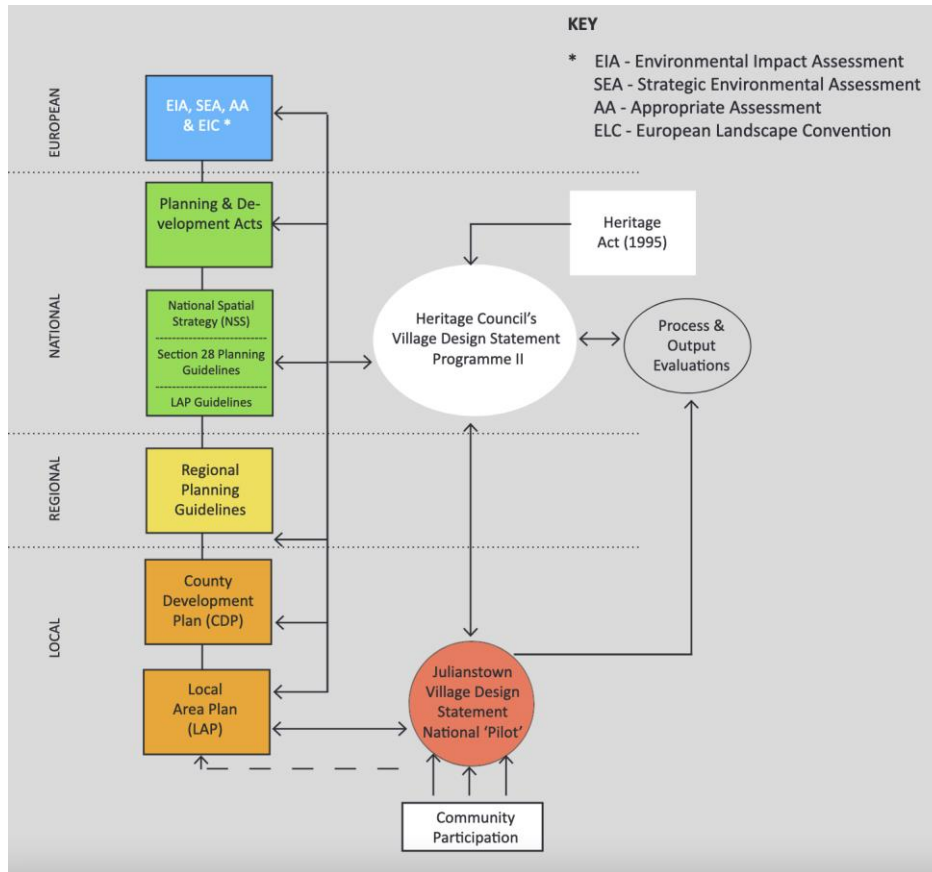 KEY
* EIA - Environmental Impact Assessment
SEA - Strategic Environmental Assessment
AA - Appropriate Assessment
ELC - European Landscape Convention
EUROPEAN
EIA, SEA, AA
& EIC *
NATIONAL
Planning & De-
velopment Acts
National Spatial
Strategy (NSS)
Section 28 Planning
Guidelines
LAP Guidelines
Heritage
Act (1995)
Heritage Council's
Village Design Statement
Programme II
Process &
Output
Evaluations
REGIONAL
Regional
Planning
Guidelines
LOCAL
County
Development
Plan (CDP)
Local
Area Plan
(LAP)
Julianstown
Village Design
Statement
National ‘Pilot’
Community
Participation